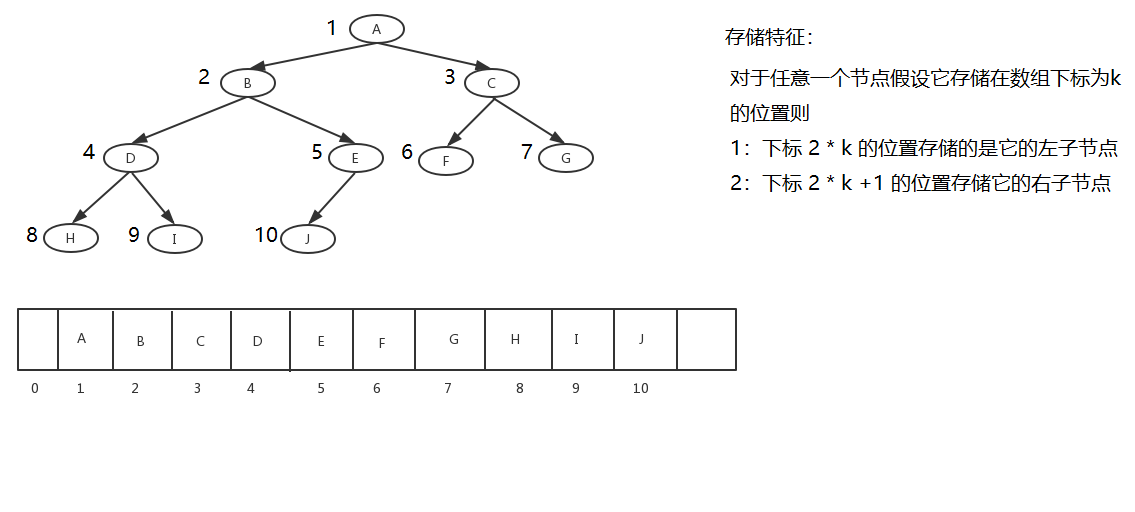 1 A
2 B
3 C
4 D
5 E
6 F
7 G
8 H
9 I
10 J
存储特征：
对于任意一个节点假设它存储在数组下标为k
的位置则
1：下标 2 * k 的位置存储的是它的左子节点
2：下标 2 * k +1 的位置存储它的右子节点
A B C D E F G H I J
0 1 2 3 4 5 6 7 8 9 10